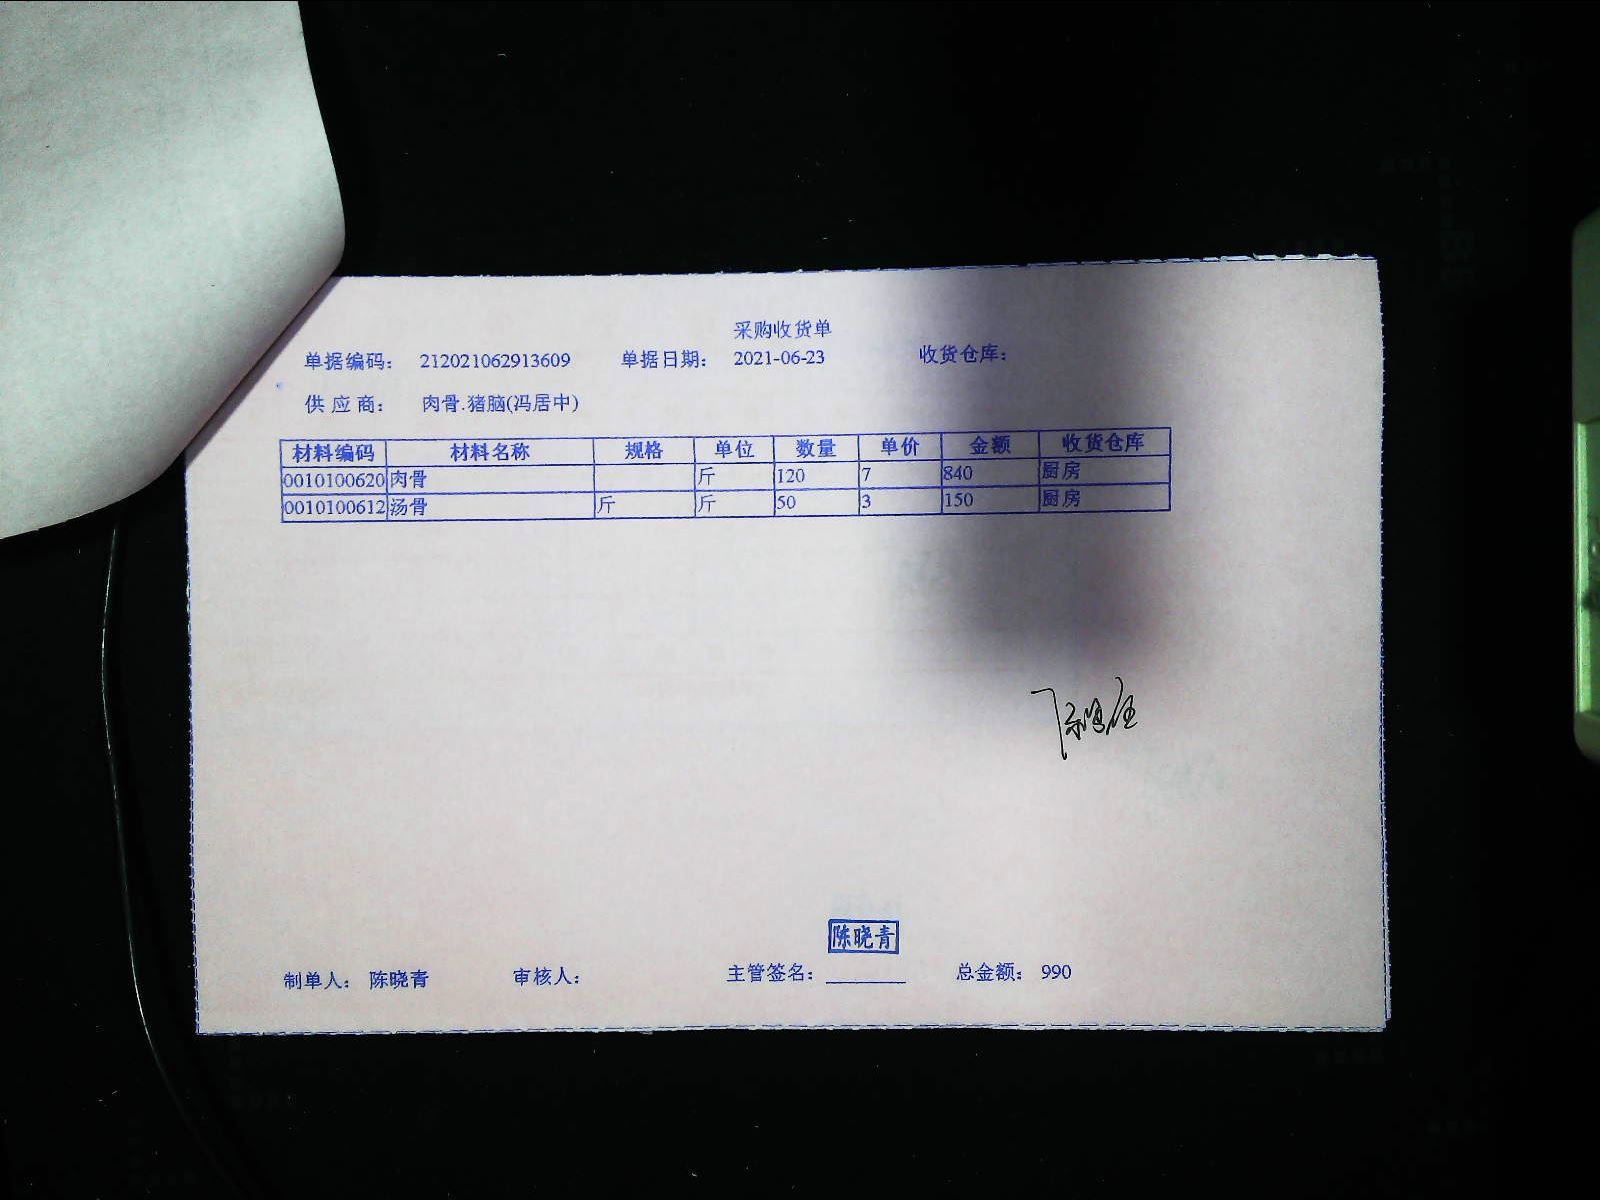 采购收货单
单据编码： 212021062913609 单据日期： 2021-06-23 收货仓库：
供 应 商： 肉骨.猪脑(冯居中)
材料编码 材料名称 规格 单位 数量 单价 金额 收货仓库
0010100620 肉骨 斤 120 7 840 厨房
0010100612 汤骨 斤 斤 50 3 150 厨房
陈晓青
制单人： 陈晓青 审核人： 主管签名： 总金额： 990